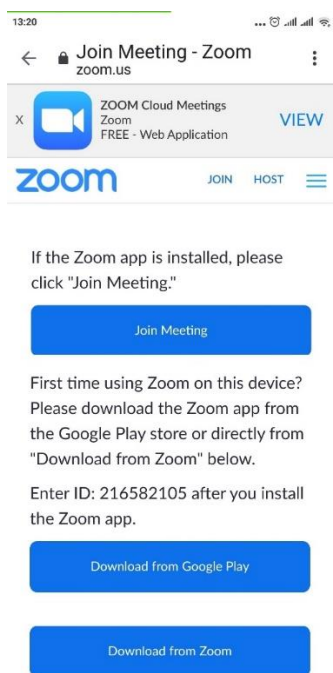 13:20
Join Meeting - Zoom
zoom.us
X
ZOOM Cloud Meetings
Zoom
FREE - Web Application
VIEW
zoom JOIN HOST
If the Zoom app is installed, please
click "Join Meeting."
Join Meeting
First time using Zoom on this device?
Please download the Zoom app from
the Google Play store or directly from
"Download from Zoom" below.
Enter ID: 216582105 after you install
the Zoom app.
Download from Google Play
Download from Zoom